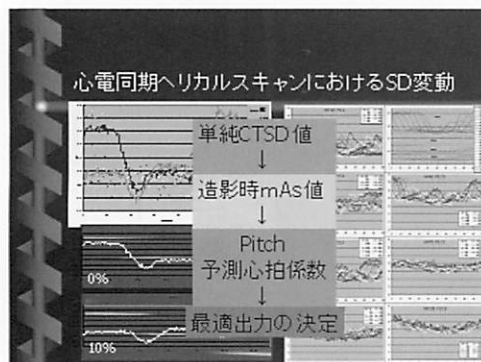 心電同期ヘリカルスキャンにおけるSD変動
単純CTSD値
↓
造影時mAs値
↓
Pitch
予測心拍係数
↓
最適出力の決定
0%
10%